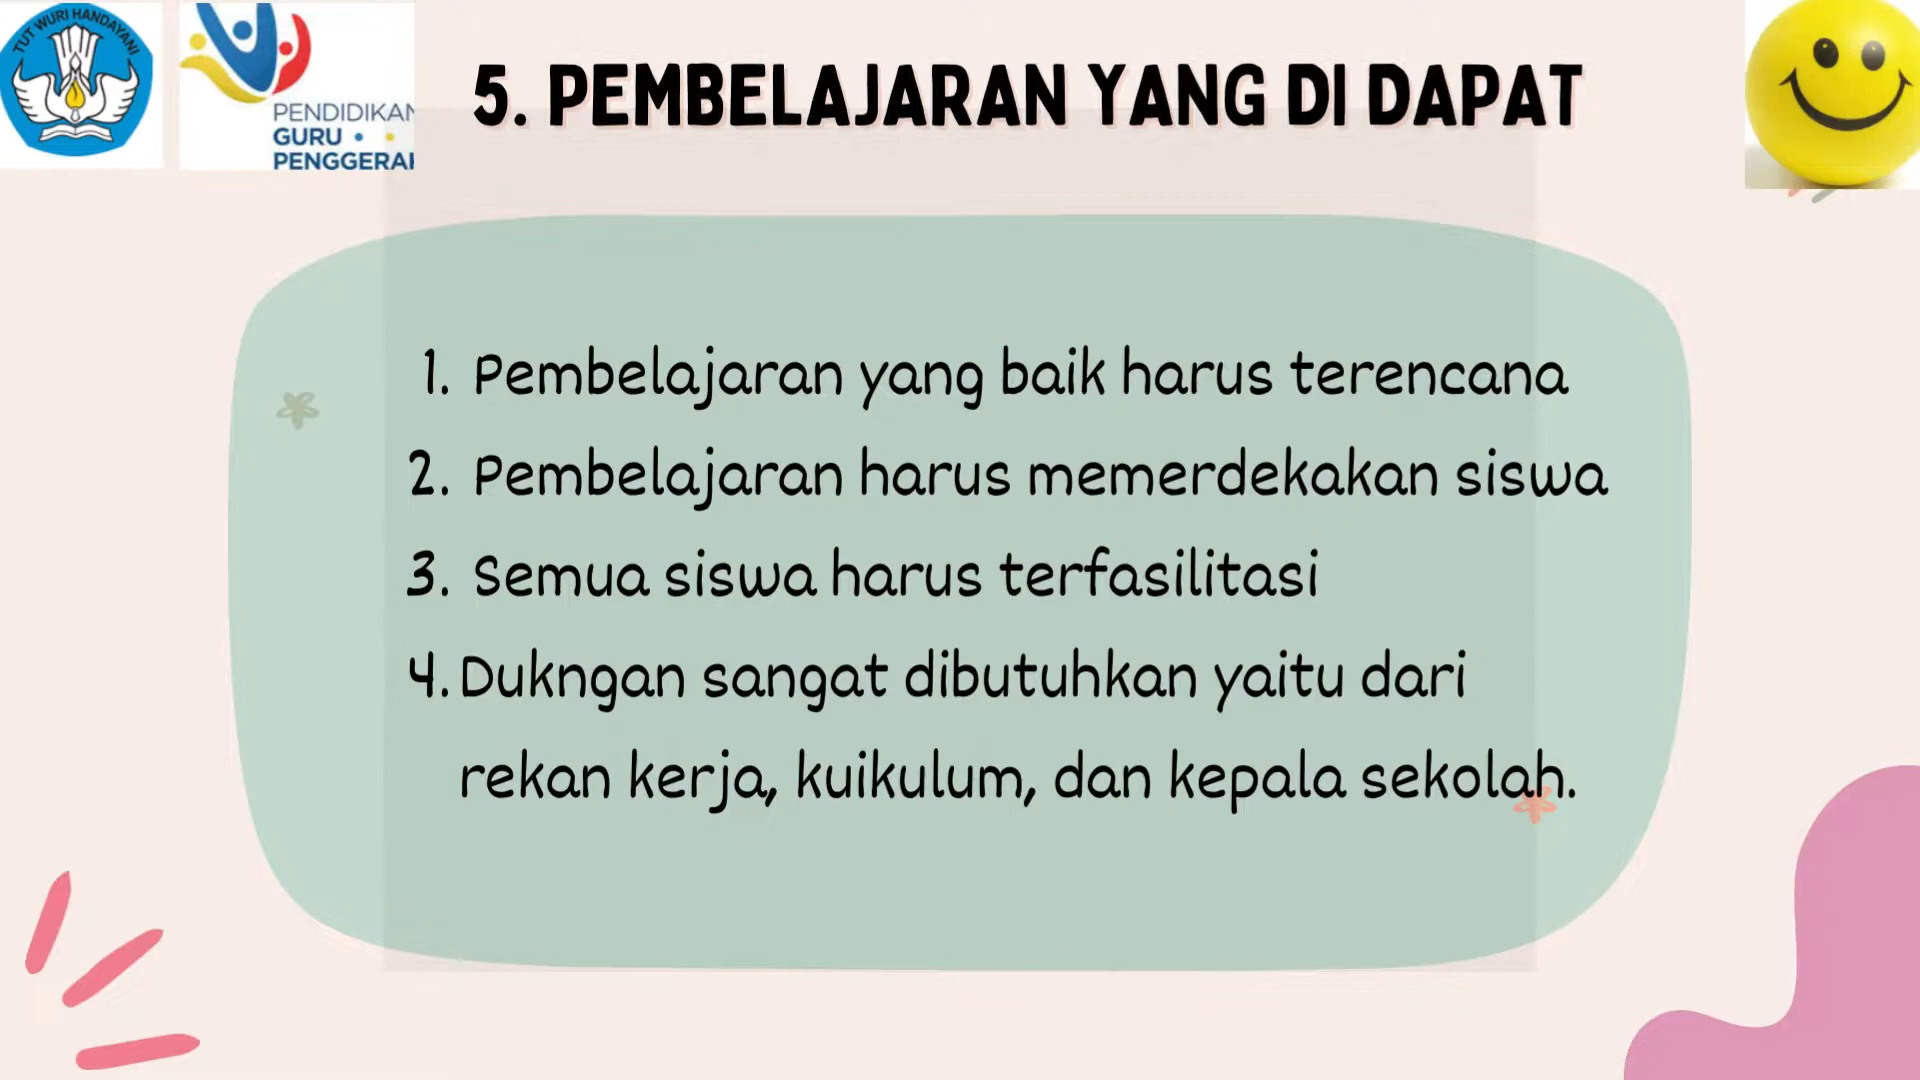 TUT WURI HANDAYANI
PENDIDIKAN
GURU
PENGGERAK
5. PEMBELAJARAN YANG DI DAPAT
1. Pembelajaran yang baik harus terencana
2. Pembelajaran harus memerdekakan siswa
3. Semua siswa harus terfasilitasi
4. Dukngan sangat dibutuhkan yaitu dari
rekan kerja, kuikulum, dan kepala sekolah.